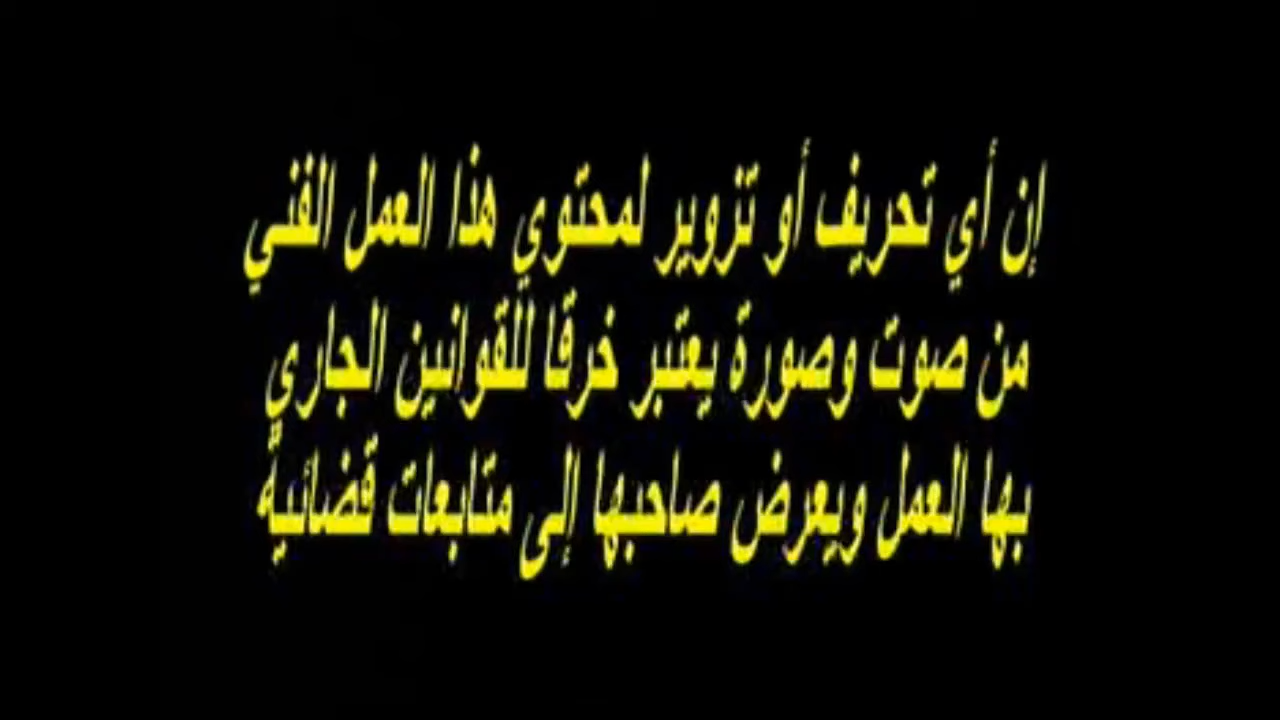 إن أي تحريف أو تزوير لمحتوي هذا العمل الفني
من صوت وصورة يعتبر خرقا للقوانين الجاري
بها العمل ويعرض صاحبها إلى متابعات قضائية